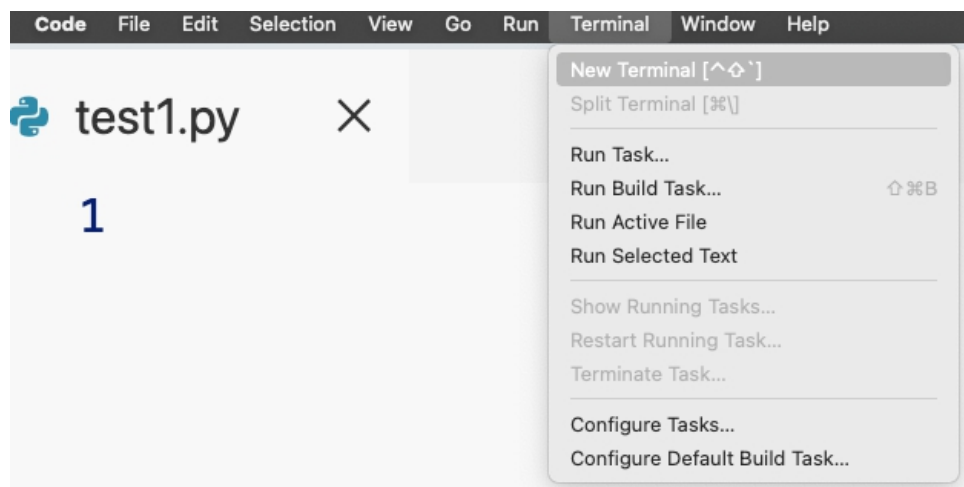 Code File Edit Selection View Go Run Terminal Window Help
test1.py
1
New Terminal [^⇧`]
Split Terminal [⌘\]
Run Task...
Run Build Task... ⇧⌘B
Run Active File
Run Selected Text
Show Running Tasks...
Restart Running Task...
Terminate Task...
Configure Tasks...
Configure Default Build Task...